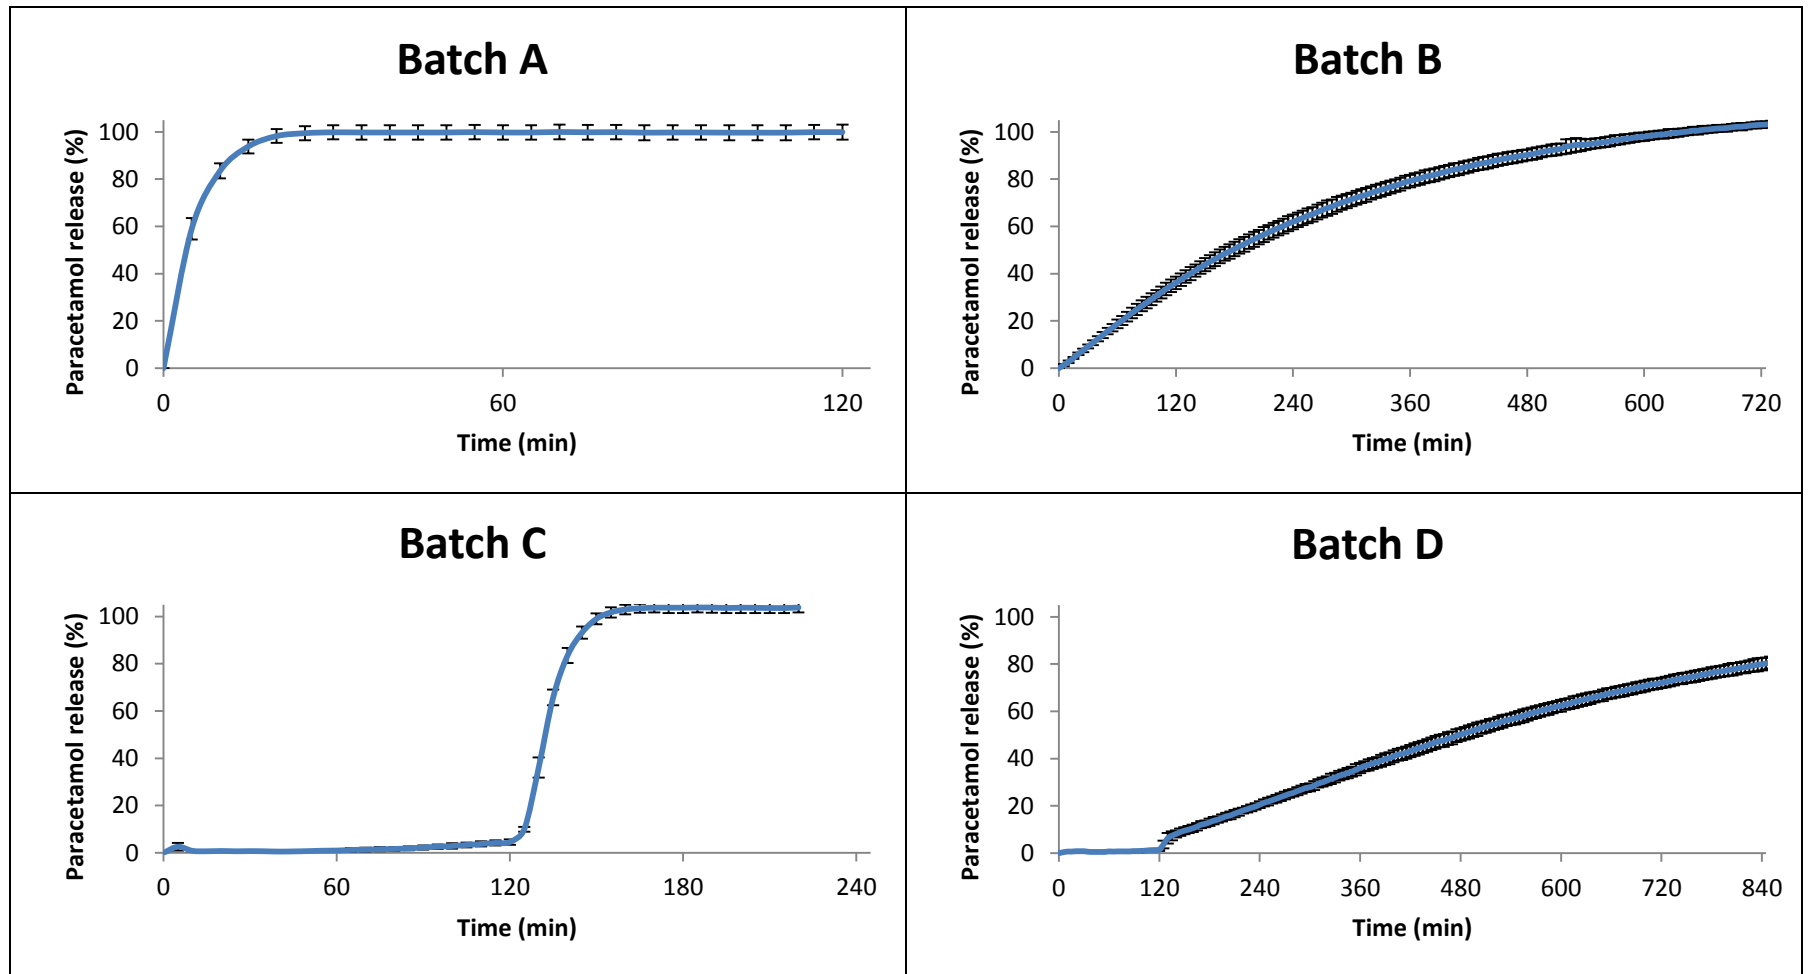 Batch A
Paracetamol release (%)
100
80
60
40
20
0
0 60 120
Time (min)
Batch B
Paracetamol release (%)
100
80
60
40
20
0
0 120 240 360 480 600 720
Time (min)
Batch C
Paracetamol release (%)
100
80
60
40
20
0
0 60 120 180 240
Time (min)
Batch D
Paracetamol release (%)
100
80
60
40
20
0
0 120 240 360 480 600 720 840
Time (min)